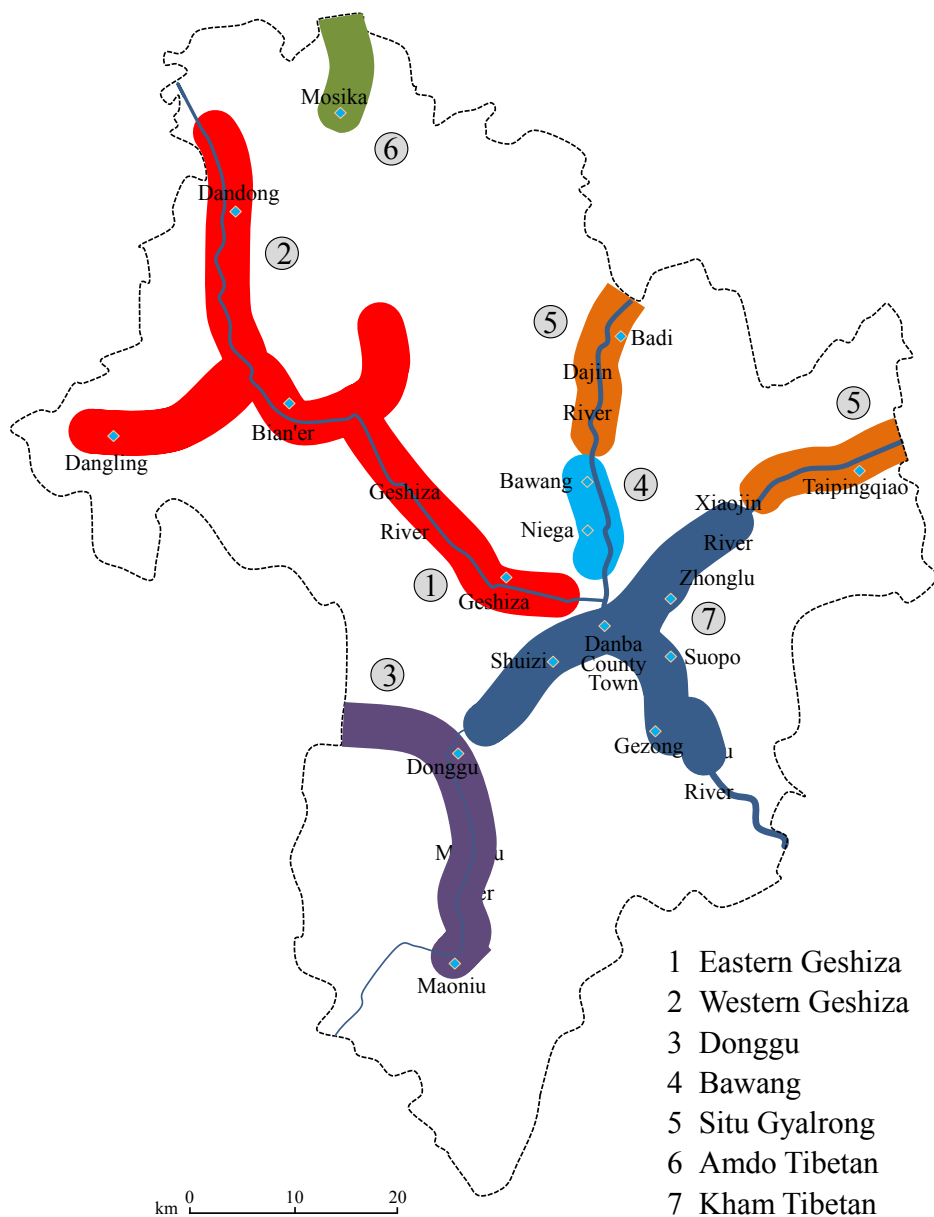 Mosika
6
Dandong
2
5
Badi
Dajin
River
5
Bian'er
Dangling
Bawang
4
Taipingqiao
Geshiza
Xiaojin
River
Niega
River
1
Geshiza
Zhonglu
7
Danba
County
Town
Shuizi
Suopo
3
Donggu
Gezong
River
Maoniu
1 Eastern Geshiza
2 Western Geshiza
3 Donggu
4 Bawang
5 Situ Gyalrong
6 Amdo Tibetan
7 Kham Tibetan
km 0 10 20